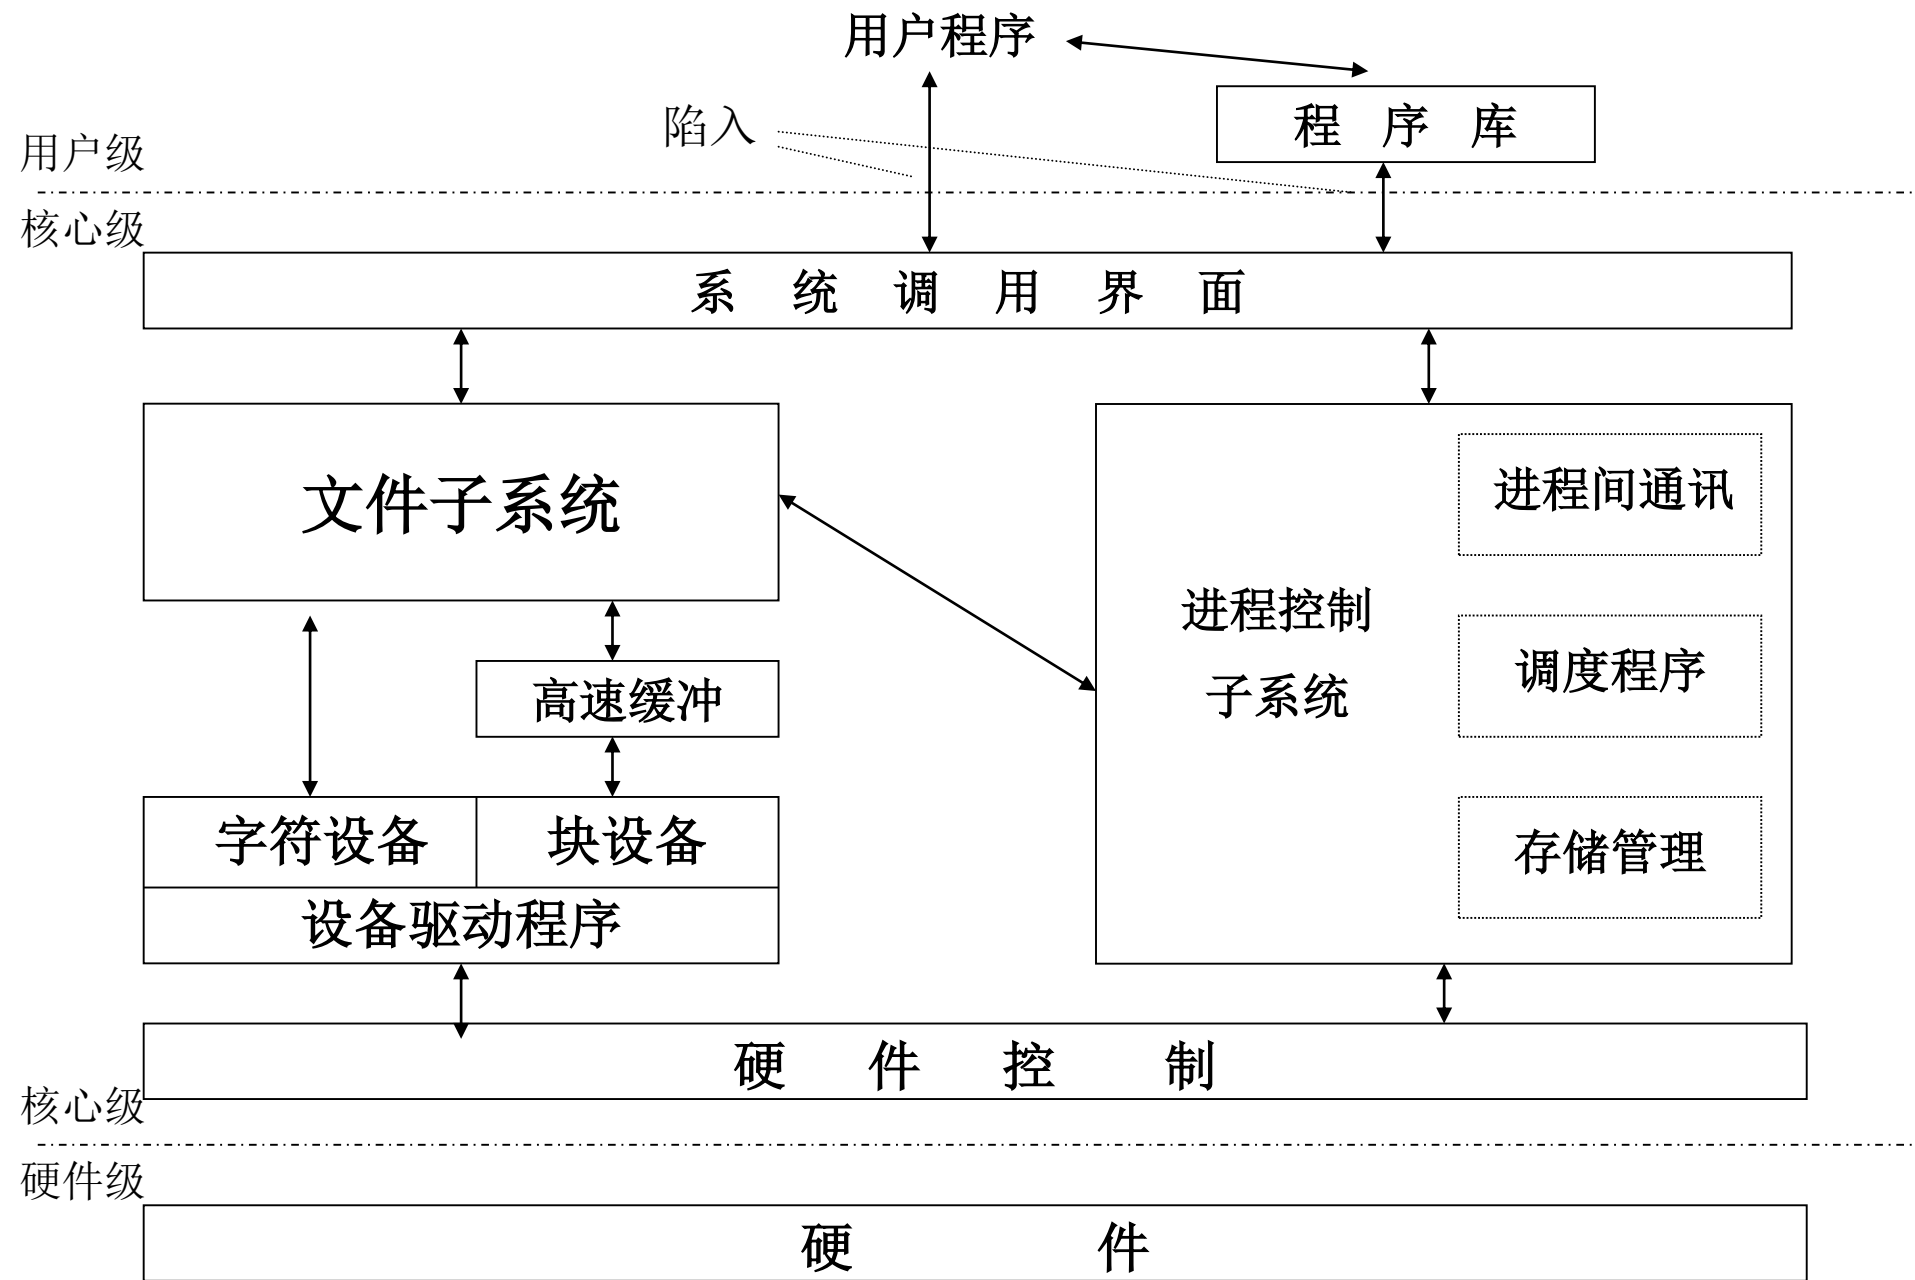 用户程序
程 序 库
陷入
用户级
核心级
系 统 调 用 界 面
文件子系统
进程间通讯
进程控制
子系统
调度程序
高速缓冲
字符设备
块设备
存储管理
设备驱动程序
硬 件 控 制
核心级
硬件级
硬 件